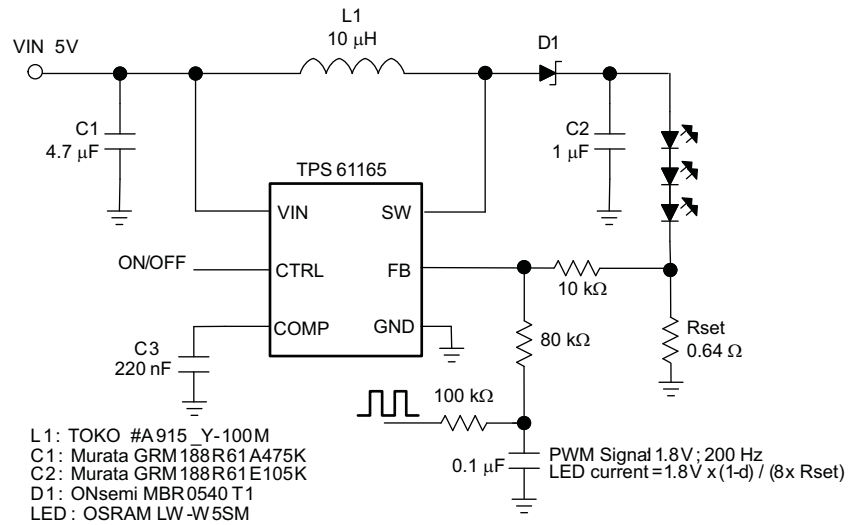 L1
10 μH
VIN 5V
D1
C1
4.7 μF
C2
1 μF
TPS 61165
VIN
SW
ON/OFF
CTRL
FB
10 kΩ
COMP
GND
Rset
0.64 Ω
C3
220 nF
80 kΩ
100 kΩ
L1: TOKO #A915_Y-100M
C1: Murata GRM188R61A475K
C2: Murata GRM188R61E105K
D1: ONsemi MBR0540T1
LED: OSRAM LW-W5SM
0.1 μF
PWM Signal 1.8V; 200 Hz
LED current = 1.8V x (1-d) / (8x Rset)